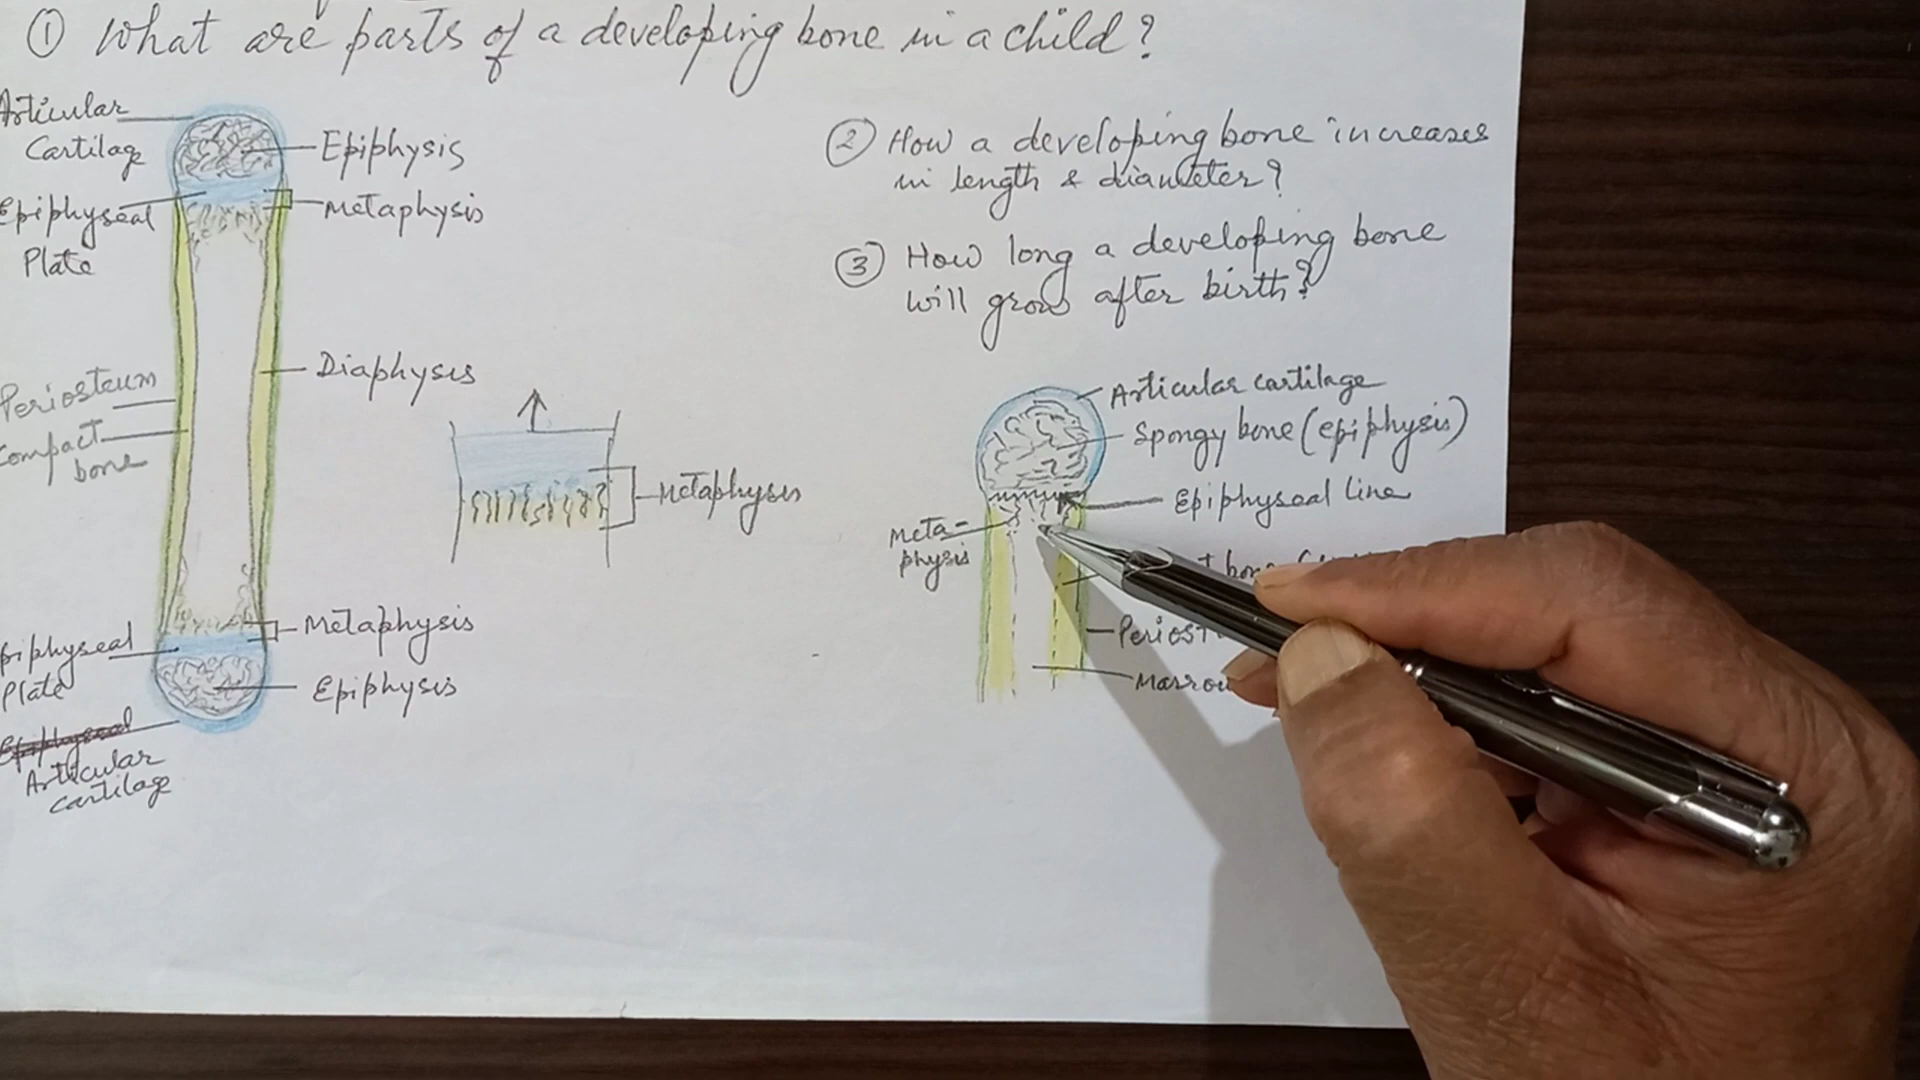 ① What are parts of a developing bone in a child?
Articular
Cartilage
Epiphysis
Epiphyseal
Plate
Metaphysis
Periosteum
Compact
bone
Diaphysis
Metaphysis
Epiphyseal
Plate
Metaphysis
Epiphysis
Articular
Cartilage
② How a developing bone increases
in length & diameter?
③ How long a developing bone
will grow after birth?
Articular cartilage
Spongy bone (epiphysis)
Epiphyseal line
Meta-
physis